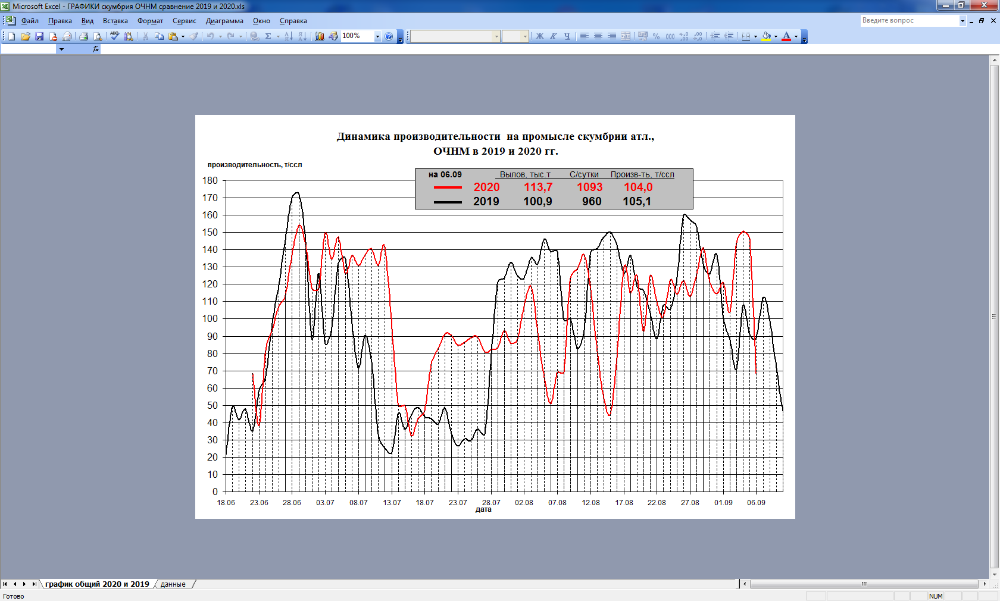 Microsoft Excel - ГРАФИКИ скумбрия ОЧНМ сравнение 2019 и 2020.xls
Файл Правка Вид Вставка Формат Сервис Диаграмма Окно Справка
Введите вопрос
100%
Ж К Ч
% 000
fx
Динамика производительности на промысле скумбрии атл.,
ОЧНМ в 2019 и 2020 гг.
производительность, т/ссл
на 06.09 Вылов, тыс.т С/сутки Произв-ть, т/ссл
2020 113,7 1093 104,0
2019 100,9 960 105,1
180
170
160
150
140
130
120
110
100
90
80
70
60
50
40
30
20
10
0
18.06 23.06 28.06 03.07 08.07 13.07 18.07 23.07 28.07 02.08 07.08 12.08 17.08 22.08 27.08 01.09 06.09
дата
график общий 2020 и 2019 данные
Готово
NUM